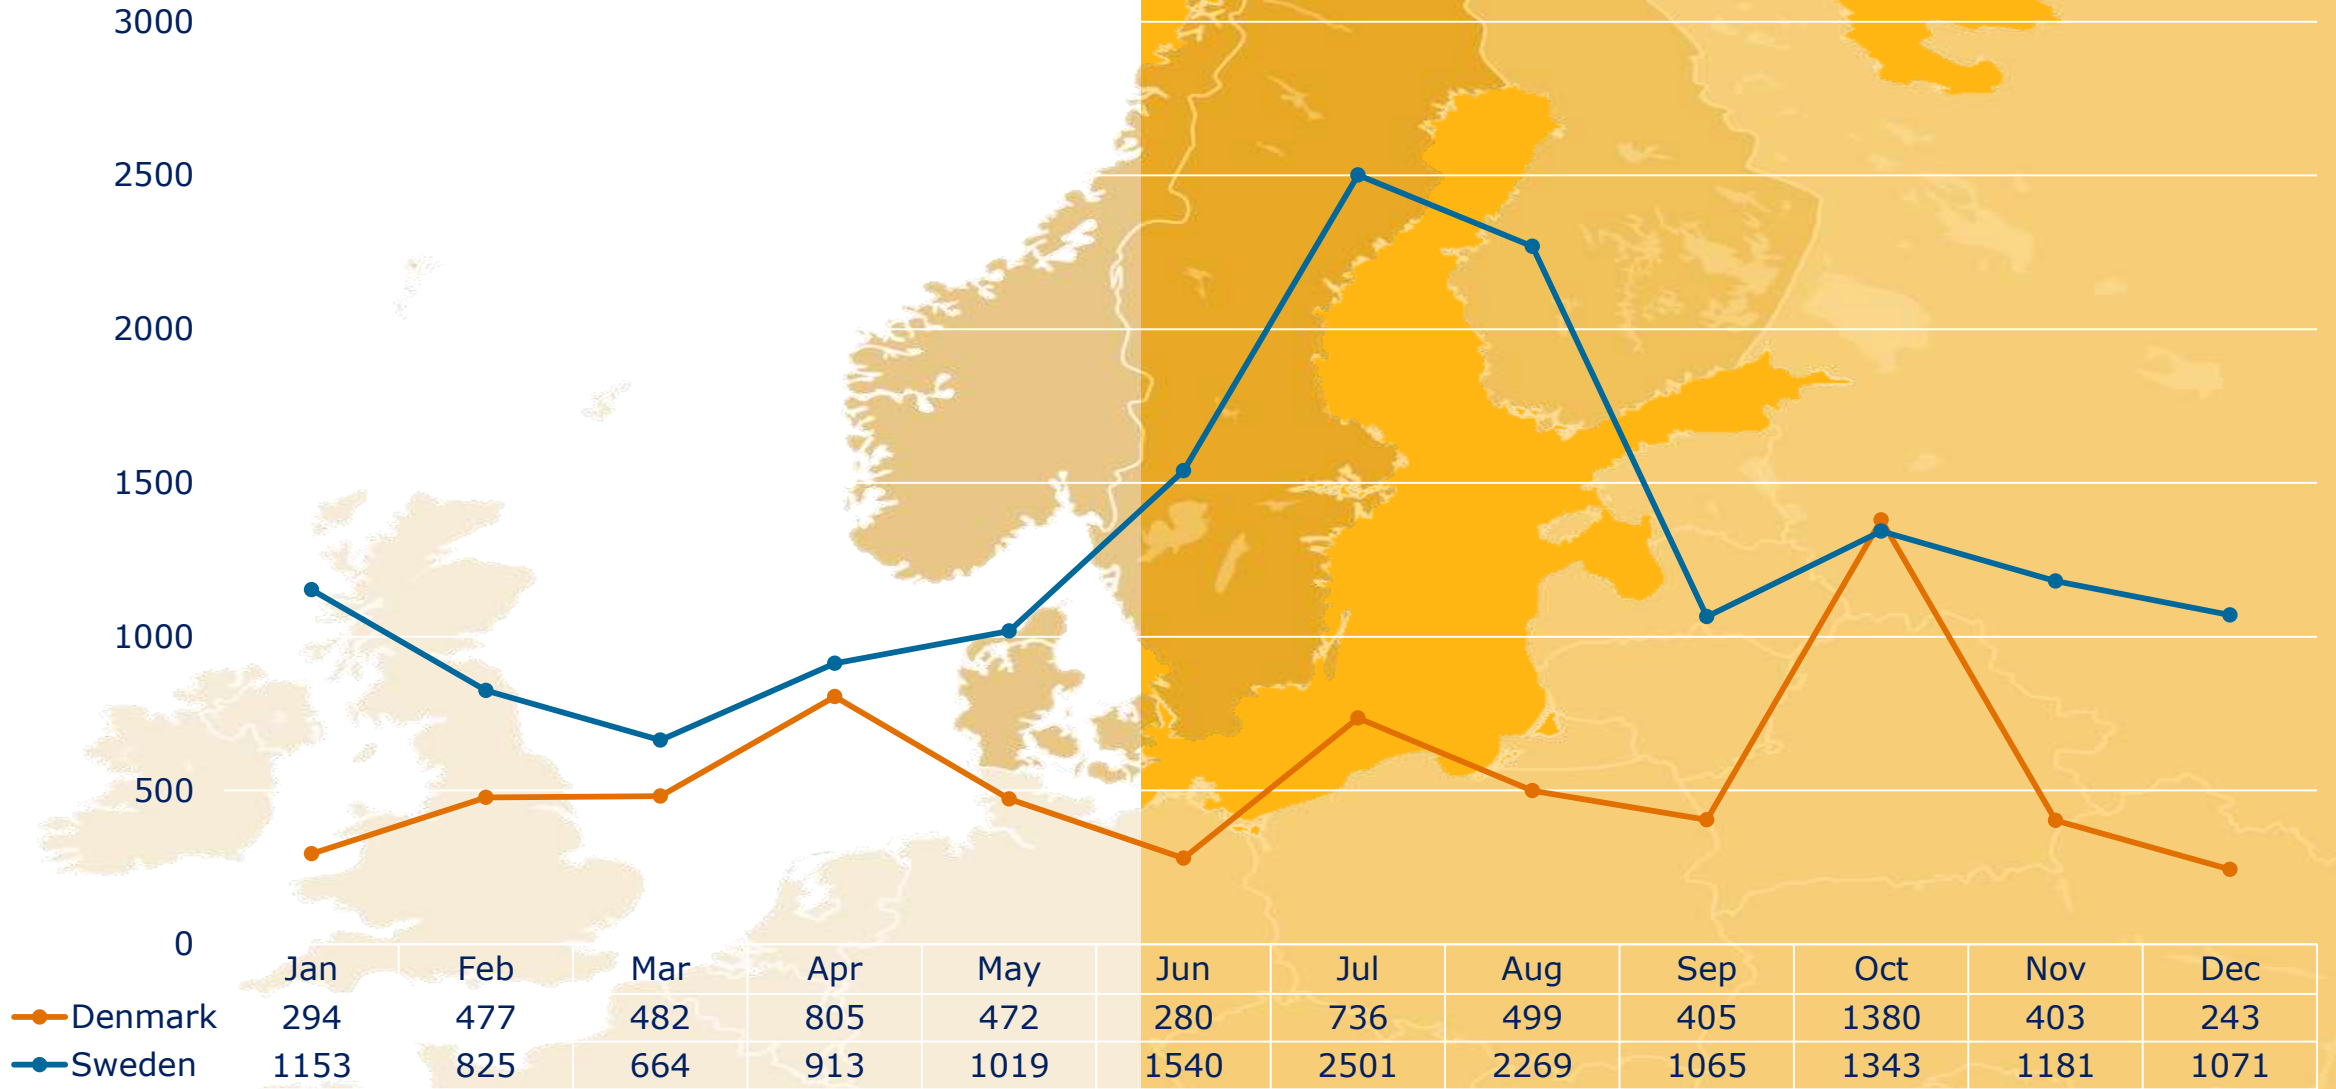 3000
2500
2000
1500
1000
500
0
Jan Feb Mar Apr May Jun Jul Aug Sep Oct Nov Dec
Denmark 294 477 482 805 472 280 736 499 405 1380 403 243
Sweden 1153 825 664 913 1019 1540 2501 2269 1065 1343 1181 1071